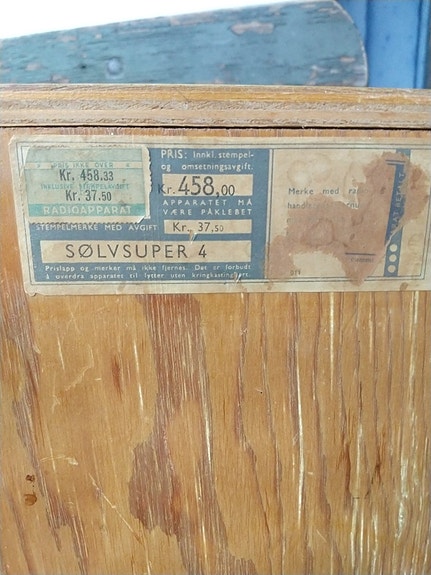 PRIS IKKE OVER
Kr. 458.33
INKLUSIVE STEMPELAVGIFT
Kr. 37.50
RADIOAPPARAT
STEMPELMERKE MED AVGIFT
PRIS: Innkl. stempel-
og omsetningsavgift.
Kr. 458,00
APPARATET MÅ
VÆRE PÅKLEBET
Kr. 37,50
SØLVSUPER 4
Prislapp og merker må ikke fjernes. Det er forbudt
å overdra apparatet til lytter uten kringkastingskort.
Merke med